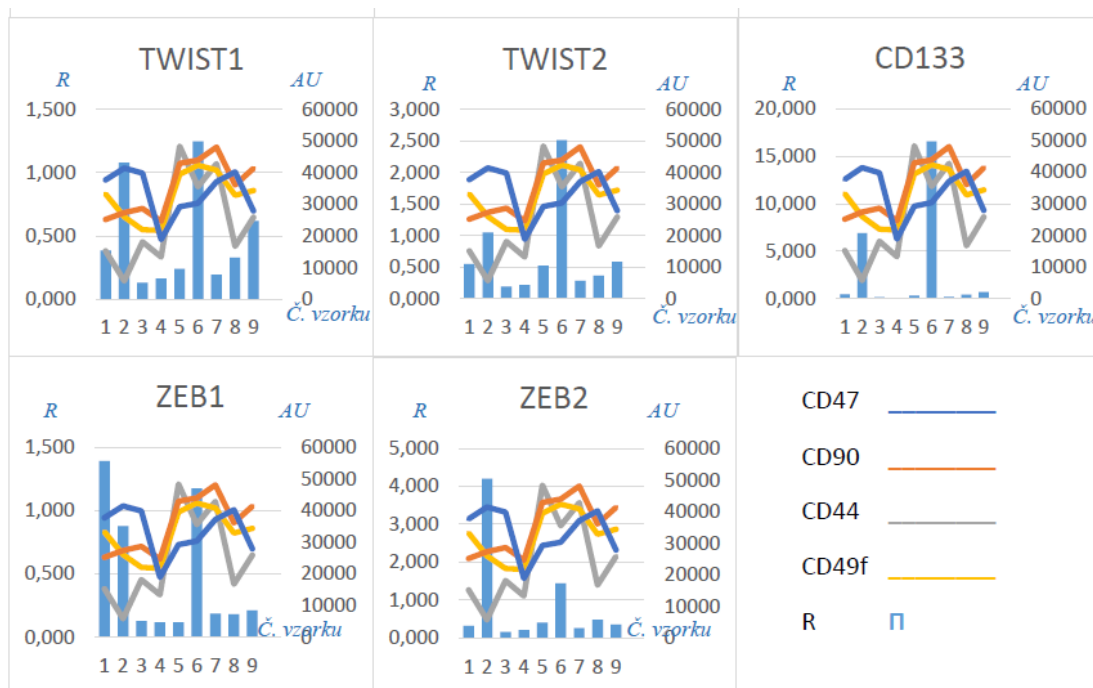 TWIST1
R
AU
1,500
1,000
0,500
0,000
60000
50000
40000
30000
20000
10000
0
Č. vzorku
1 2 3 4 5 6 7 8 9
TWIST2
R
AU
3,000
2,500
2,000
1,500
1,000
0,500
0,000
60000
50000
40000
30000
20000
10000
0
Č. vzorku
1 2 3 4 5 6 7 8 9
CD133
R
AU
20,000
15,000
10,000
5,000
0,000
60000
50000
40000
30000
20000
10000
0
Č. vzorku
1 2 3 4 5 6 7 8 9
ZEB1
R
AU
1,500
1,000
0,500
0,000
60000
50000
40000
30000
20000
10000
0
Č. vzorku
1 2 3 4 5 6 7 8 9
ZEB2
R
AU
5,000
4,000
3,000
2,000
1,000
0,000
60000
50000
40000
30000
20000
10000
0
Č. vzorku
1 2 3 4 5 6 7 8 9
CD47
CD90
CD44
CD49f
R Π